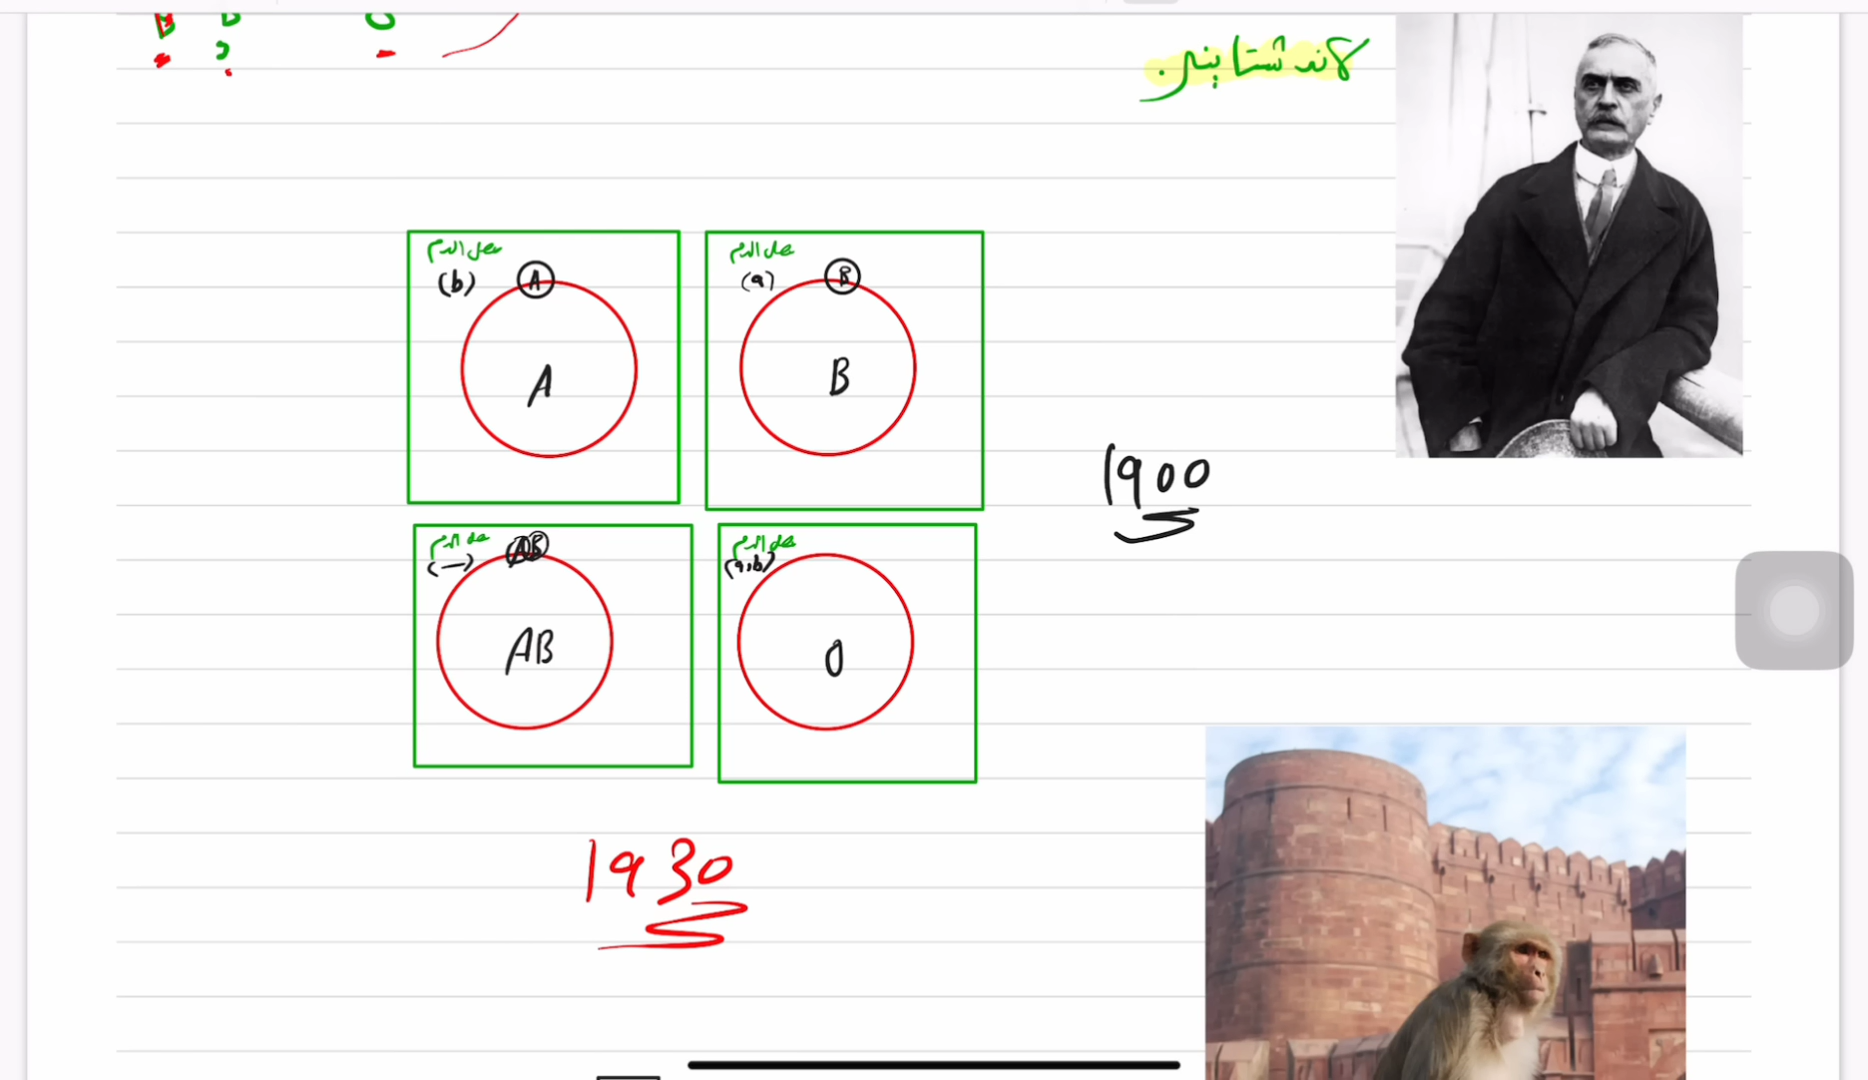 لاندشتاينر
مصل الدم
(b)
A
A
مصل الدم
(a)
B
B
1900
مصل الدم
(—)
AB
AB
مصل الدم
(a,b)
O
1930